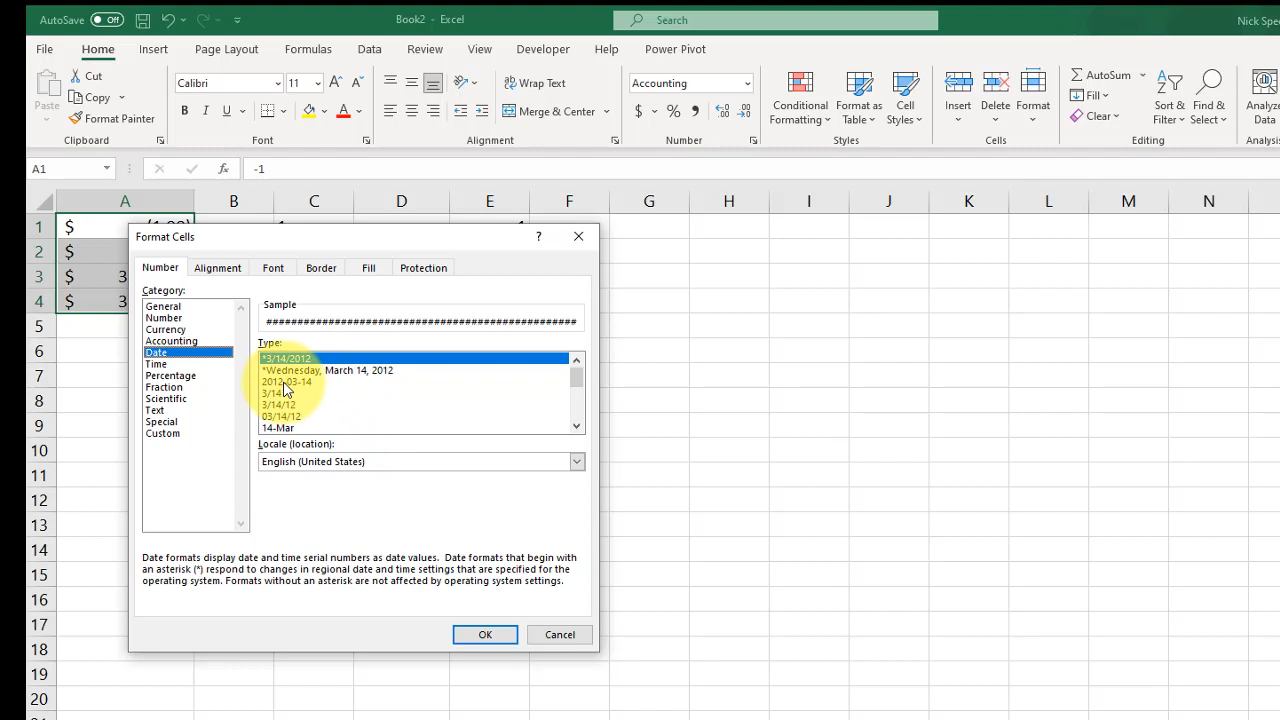 AutoSave Off
Book2 - Excel
Search
Nick Spe
File Home Insert Page Layout Formulas Data Review View Developer Help Power Pivot
Paste
Cut
Copy
Format Painter
Clipboard
Calibri 11
B I U
Font
Wrap Text
Merge & Center
Alignment
Accounting
$ % ,
Number
Conditional Formatting
Format as Table
Cell Styles
Styles
Insert
Delete
Format
Cells
AutoSum
Fill
Clear
Sort & Filter
Find & Select
Editing
Analyz
Data
Analysis
A1
fx
-1
A B C D E F G H I J K L M N
1 $
2 $
3 $ 3
4 $ 3
5
6
7
8
9
10
11
12
13
14
15
16
17
18
19
20
Format Cells
?
Number Alignment Font Border Fill Protection
Category:
General
Number
Currency
Accounting
Date
Time
Percentage
Fraction
Scientific
Text
Special
Custom
Sample
##############################################
Type:
*3/14/2012
*Wednesday, March 14, 2012
2012-03-14
3/14
3/14/12
03/14/12
14-Mar
Locale (location):
English (United States)
Date formats display date and time serial numbers as date values. Date formats that begin with
an asterisk (*) respond to changes in regional date and time settings that are specified for the
operating system. Formats without an asterisk are not affected by operating system settings.
OK
Cancel